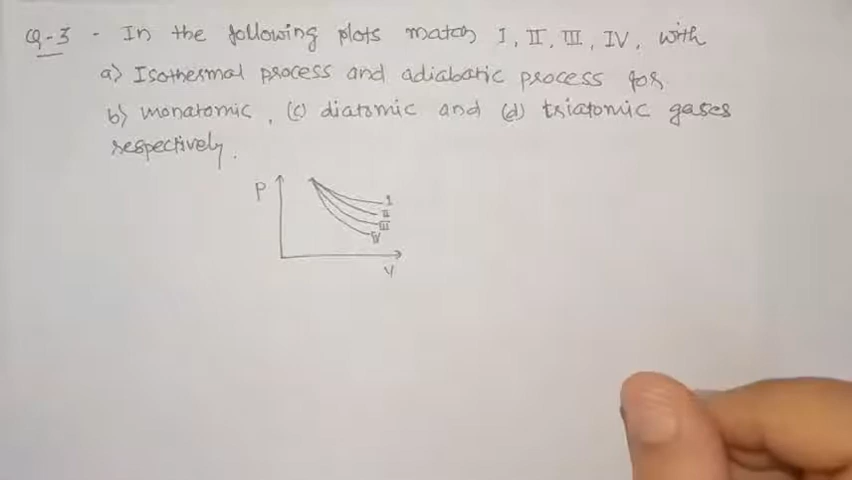 Q-3 - In the following plots match I, II, III, IV, with
a) Isothermal process and adiabatic process for
b) monatomic, (c) diatomic and (d) triatomic gases
respectively.
P
I
II
III
IV
V